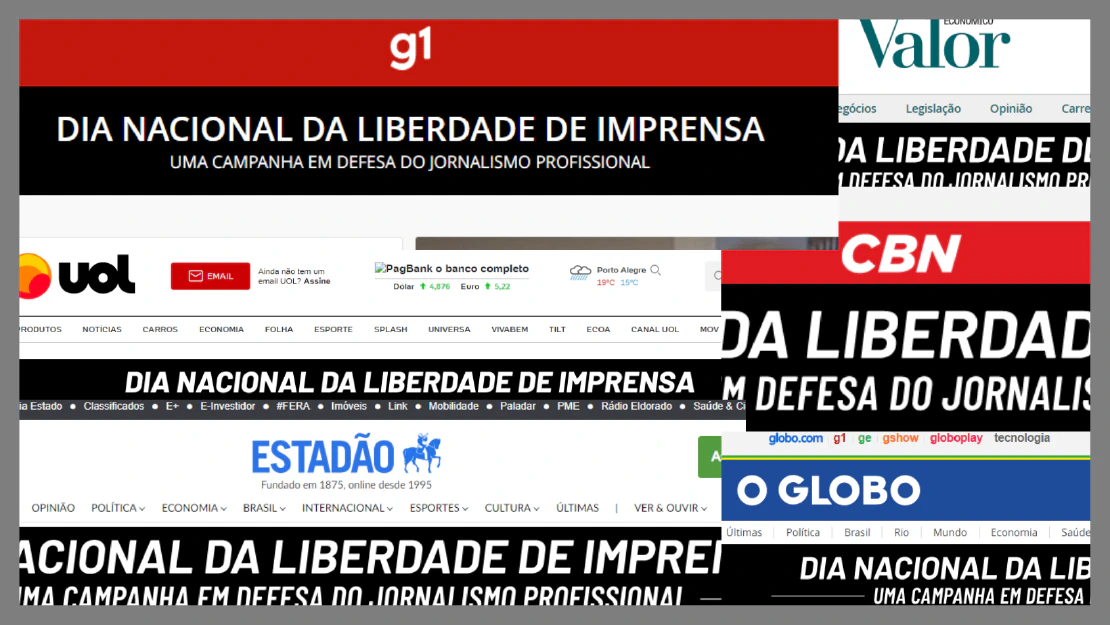 g1
DIA NACIONAL DA LIBERDADE DE IMPRENSA
UMA CAMPANHA EM DEFESA DO JORNALISMO PROFISSIONAL
ECONÔMICO
Valor
egócios Legislação Opinião Carre
DA LIBERDADE DE
M DEFESA DO JORNALISMO PR
uol
EMAIL
Ainda não tem um
email UOL? Assine
PagBank o banco completo
Dólar 4,876 Euro 5,22
Porto Alegre
19ºC 15ºC
RODUTOS NOTÍCIAS CARROS ECONOMIA FOLHA ESPORTE SPLASH UNIVERSA VIVABEM TILT ECOA CANAL UOL MOV
DIA NACIONAL DA LIBERDADE DE IMPRENSA
CBN
DA LIBERDAD
M DEFESA DO JORNALIS
ia Estado • Classificados • E+ • E-Investidor • #FERA • Imóveis • Link • Mobilidade • Paladar • PME • Rádio Eldorado • Saúde & Ci
ESTADÃO
Fundado em 1875, online desde 1995
A
OPINIÃO POLÍTICA ECONOMIA BRASIL INTERNACIONAL ESPORTES CULTURA ÚLTIMAS | VER & OUVIR
ACIONAL DA LIBERDADE DE IMPREI
UMA CAMPANHA EM DEFESA DO JORNALISMO PROFISSIONAL
globo.com g1 ge gshow globoplay tecnologia
O GLOBO
Últimas Política Brasil Rio Mundo Economia Saúde
DIA NACIONAL DA LIB
UMA CAMPANHA EM DEFESA